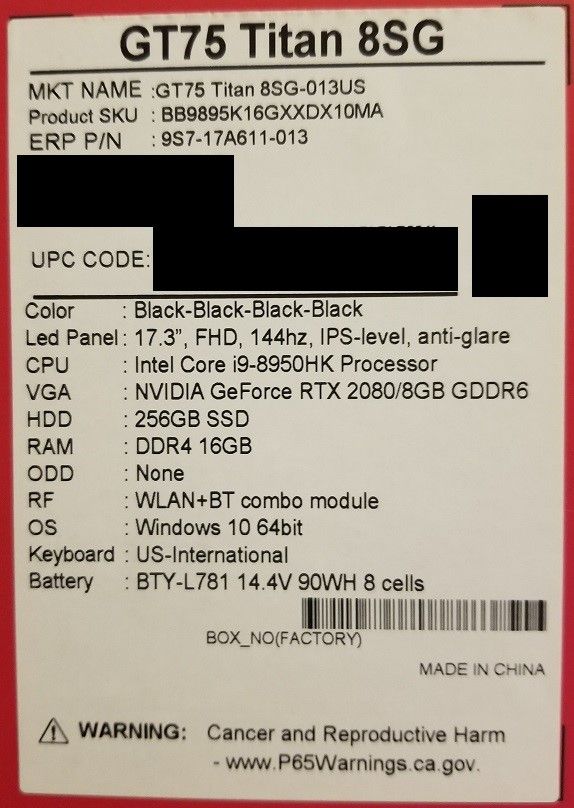 GT75 Titan 8SG
MKT NAME :GT75 Titan 8SG-013US
Product SKU : BB9895K16GXXDX10MA
ERP P/N : 9S7-17A611-013
UPC CODE:
Color : Black-Black-Black-Black
Led Panel : 17.3”, FHD, 144hz, IPS-level, anti-glare
CPU : Intel Core i9-8950HK Processor
VGA : NVIDIA GeForce RTX 2080/8GB GDDR6
HDD : 256GB SSD
RAM : DDR4 16GB
ODD : None
RF : WLAN+BT combo module
OS : Windows 10 64bit
Keyboard : US-International
Battery : BTY-L781 14.4V 90WH 8 cells
BOX_NO(FACTORY)
MADE IN CHINA
WARNING: Cancer and Reproductive Harm
- www.P65Warnings.ca.gov.